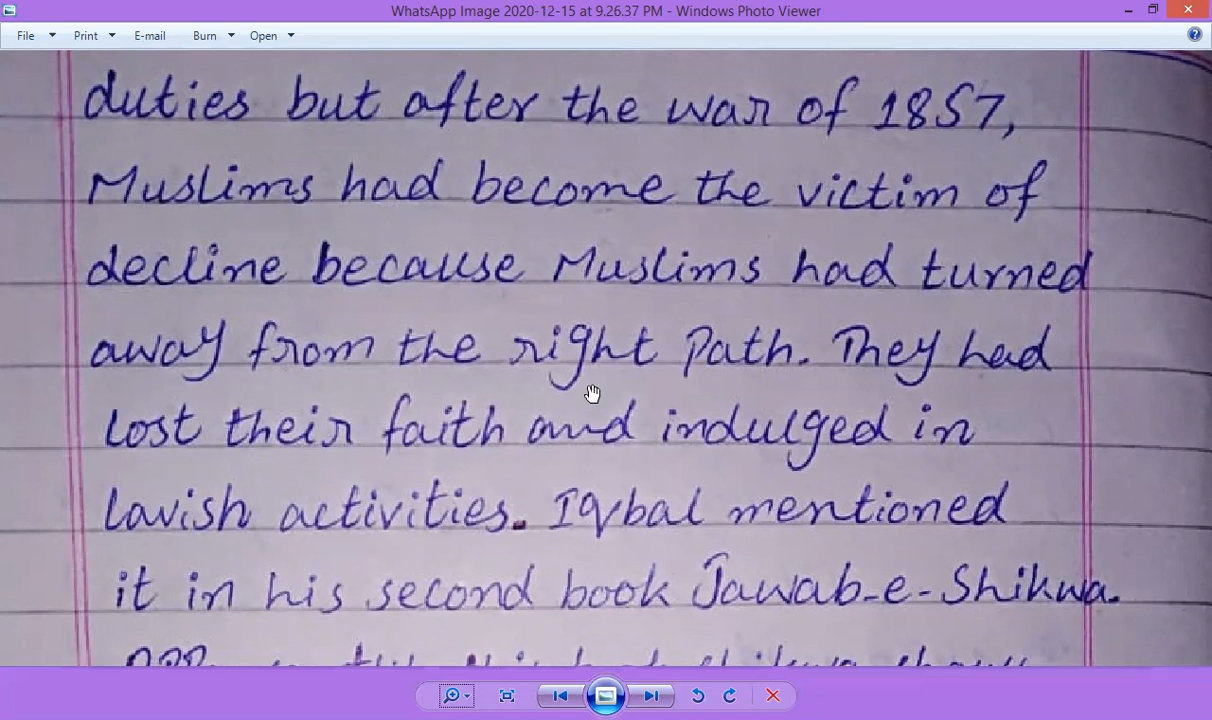 WhatsApp Image 2020-12-15 at 9.26.37 PM - Windows Photo Viewer
File Print E-mail Burn Open
duties but after the war of 1857,
Muslims had become the victim of
decline because Muslims had turned
away from the right Path. They had
lost their faith and indulged in
lavish activities. Iqbal mentioned
it in his second book Jawab-e-Shikwa.